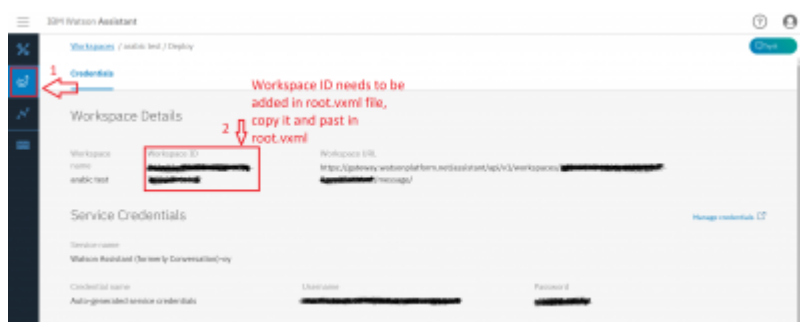 IBM Watson Assistant
Workspaces / arabic test / Deploy
Credentials
1
Workspace ID needs to be
added in root.vxml file,
copy it and past in
root.vxml
Workspace Details
2
Workspace
name
Workspace ID
Workspace URL
arabic test
https://gateway.watsonplatform.net/assistant/api/v1/workspaces/
/message/
Service Credentials
Manage credentials
Service name
Watson Assistant (formerly Conversation)-oy
Credential name
Username
Password
Auto-generated service credentials